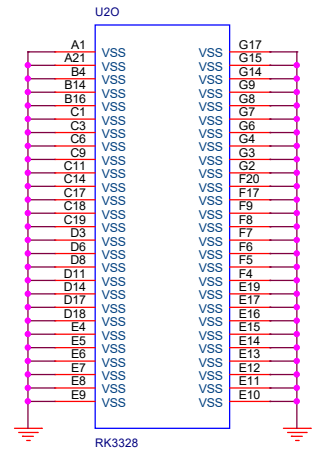 U2O
A1 VSS VSS G17
A21 VSS VSS G15
B4 VSS VSS G14
B14 VSS VSS G9
B16 VSS VSS G8
C1 VSS VSS G7
C3 VSS VSS G6
C6 VSS VSS G4
C9 VSS VSS G3
C11 VSS VSS G2
C14 VSS VSS F20
C17 VSS VSS F17
C18 VSS VSS F9
C19 VSS VSS F8
D3 VSS VSS F7
D6 VSS VSS F6
D8 VSS VSS F5
D11 VSS VSS F4
D14 VSS VSS E19
D17 VSS VSS E17
D18 VSS VSS E16
E4 VSS VSS E15
E5 VSS VSS E14
E6 VSS VSS E13
E7 VSS VSS E12
E8 VSS VSS E11
E9 VSS VSS E10
RK3328